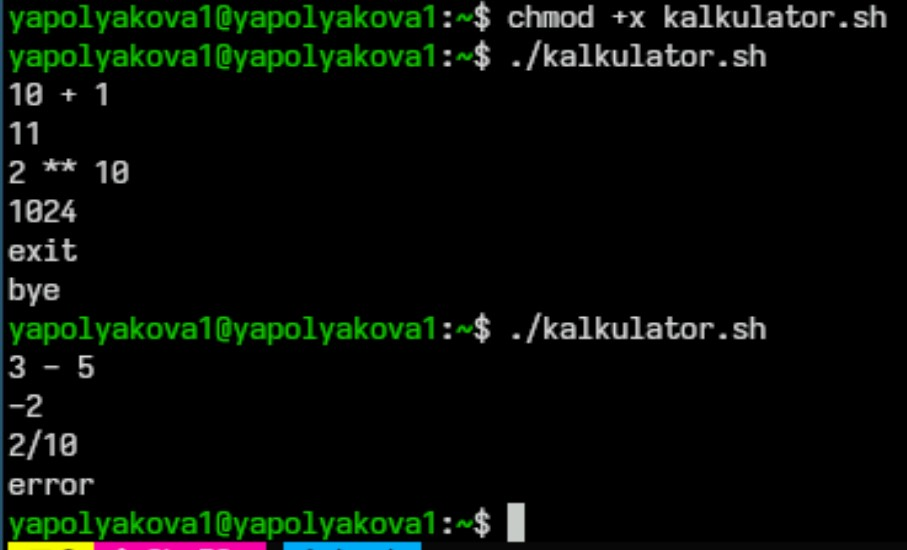 yapolyakova1@yapolyakova1:~$ chmod +x kalkulator.sh
yapolyakova1@yapolyakova1:~$ ./kalkulator.sh
10 + 1
11
2 ** 10
1024
exit
bye
yapolyakova1@yapolyakova1:~$ ./kalkulator.sh
3 - 5
-2
2/10
error
yapolyakova1@yapolyakova1:~$